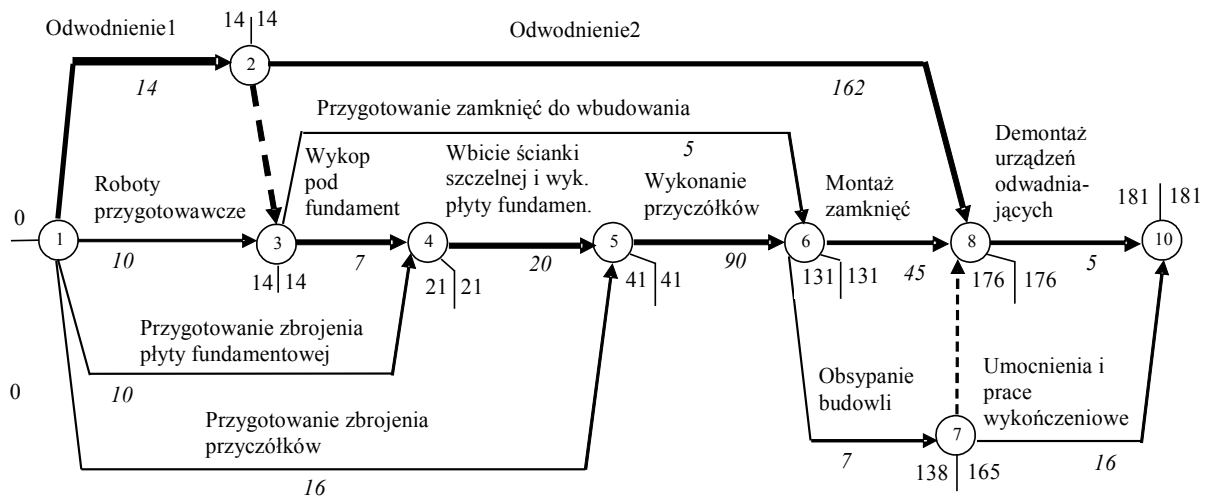 Odwodnienie1
14 14
Odwodnienie2
2
14
162
Przygotowanie zamknięć do wbudowania
5
Demontaż
urządzeń
odwadnia-
jących
Wykop
pod
fundament
Wbicie ścianki
szczelnej i wyk.
płyty fundamen.
Wykonanie
przyczółków
Montaż
zamknięć
Roboty
przygotowawcze
181 181
0
1
3
4
5
6
8
10
10
7
20
90
45
5
14 14
21 21
41 41
131 131
176 176
Przygotowanie zbrojenia
płyty fundamentowej
10
0
Obsypanie
budowli
Umocnienia i
prace
wykończeniowe
Przygotowanie zbrojenia
przyczółków
16
7
7
16
138 165